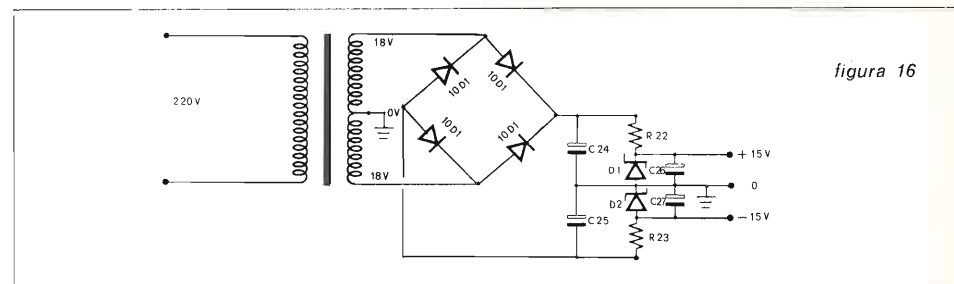 18V
figura 16
10D1
10D1
220V
0V
R22
C24
+ 15V
D1
C26
0
10D1
10D1
18V
D2
C27
C25
− 15V
R23